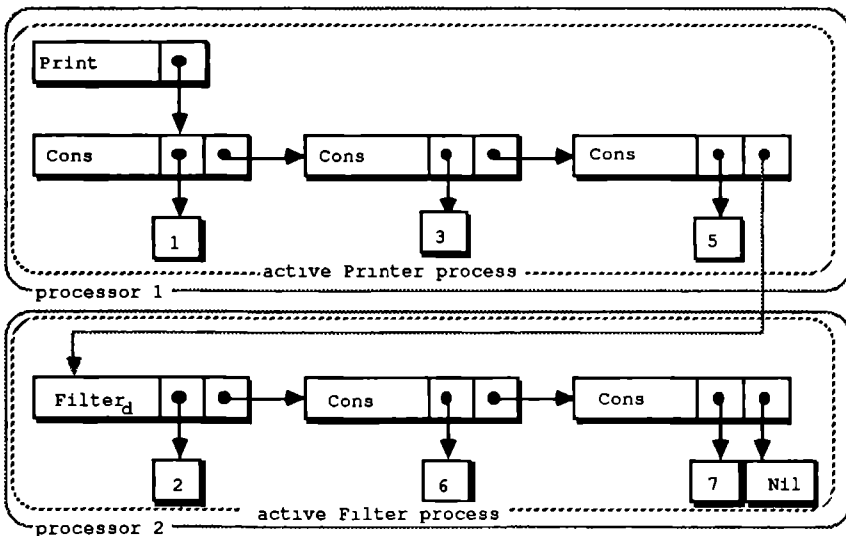 Print
Cons Cons Cons
1 3 5
active Printer process
processor 1
Filter_d Cons Cons
2 6 7 Nil
active Filter process
processor 2